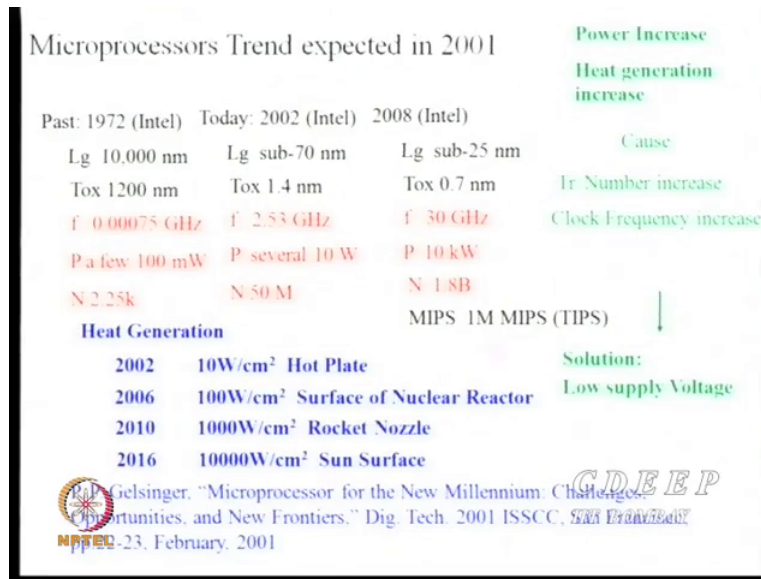 Microprocessors Trend expected in 2001
Power Increase
Heat generation
increase
Cause
Tr Number increase
Clock Frequency increase
Solution:
Low supply Voltage
Past: 1972 (Intel) Today: 2002 (Intel) 2008 (Intel)
Lg 10,000 nm Lg sub-70 nm Lg sub-25 nm
Tox 1200 nm Tox 1.4 nm Tox 0.7 nm
f 0.00075 GHz f 2.53 GHz f 30 GHz
P a few 100 mW P several 10 W P 10 kW
N 2.25k N 50 M N 1.8B
MIPS 1M MIPS (TIPS)
Heat Generation
2002 10W/cm² Hot Plate
2006 100W/cm² Surface of Nuclear Reactor
2010 1000W/cm² Rocket Nozzle
2016 10000W/cm² Sun Surface
Gelsinger, "Microprocessor for the New Millennium: Challenges,
Opportunities, and New Frontiers," Dig. Tech. 2001 ISSCC, San Francisco,
pp.22-23, February, 2001
CDEEP
IIT BOMBAY
NPTEL